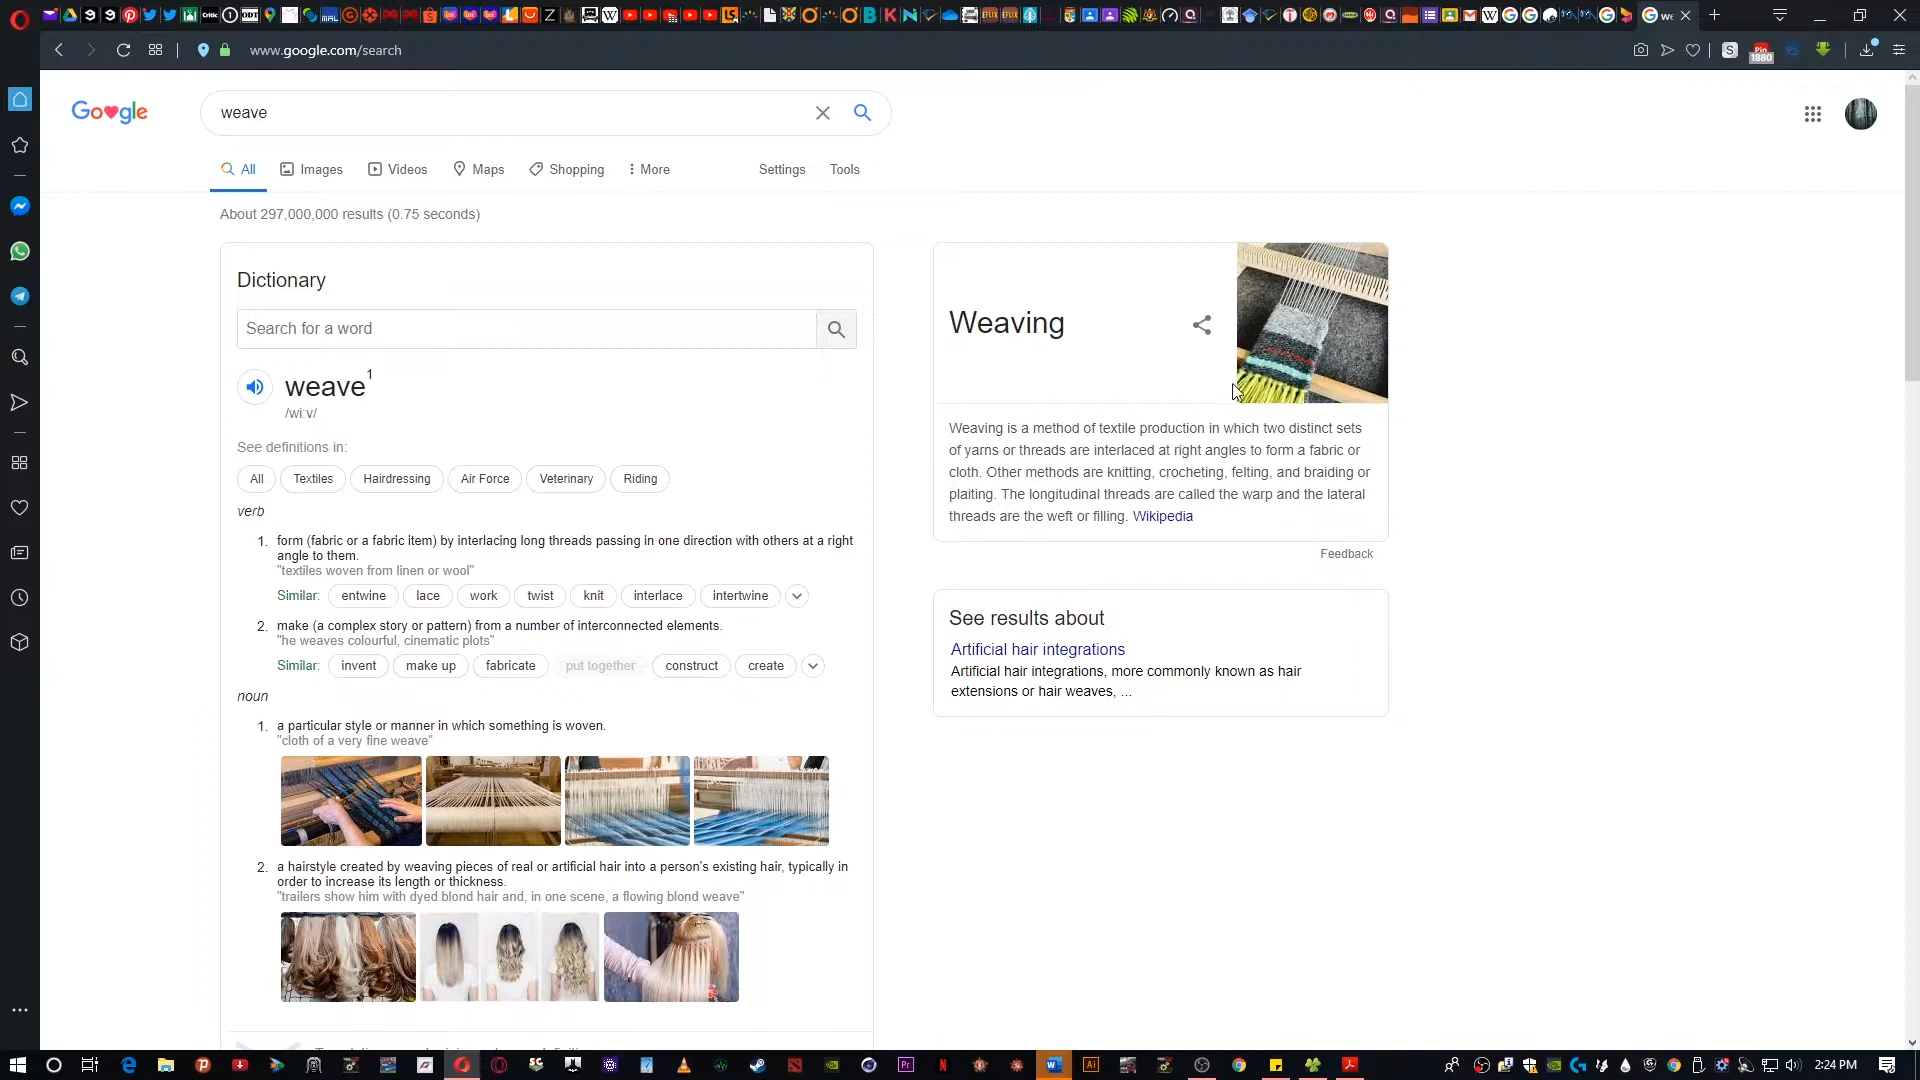 www.google.com/search
1880
Google
weave
All
Images
Videos
Maps
Shopping
More
Settings
Tools
About 297,000,000 results (0.75 seconds)
Dictionary
Search for a word
weave1
/wiːv/
See definitions in:
All
Textiles
Hairdressing
Air Force
Veterinary
Riding
verb
1. form (fabric or a fabric item) by interlacing long threads passing in one direction with others at a right
angle to them.
"textiles woven from linen or wool"
Similar: entwine lace work twist knit interlace intertwine
2. make (a complex story or pattern) from a number of interconnected elements.
"he weaves colourful, cinematic plots"
Similar: invent make up fabricate put together construct create
noun
1. a particular style or manner in which something is woven.
"cloth of a very fine weave"
2. a hairstyle created by weaving pieces of real or artificial hair into a person's existing hair, typically in
order to increase its length or thickness.
"trailers show him with dyed blond hair and, in one scene, a flowing blond weave"
Weaving
Weaving is a method of textile production in which two distinct sets
of yarns or threads are interlaced at right angles to form a fabric or
cloth. Other methods are knitting, crocheting, felting, and braiding or
plaiting. The longitudinal threads are called the warp and the lateral
threads are the weft or filling. Wikipedia
Feedback
See results about
Artificial hair integrations
Artificial hair integrations, more commonly known as hair
extensions or hair weaves, ...
2:24 PM